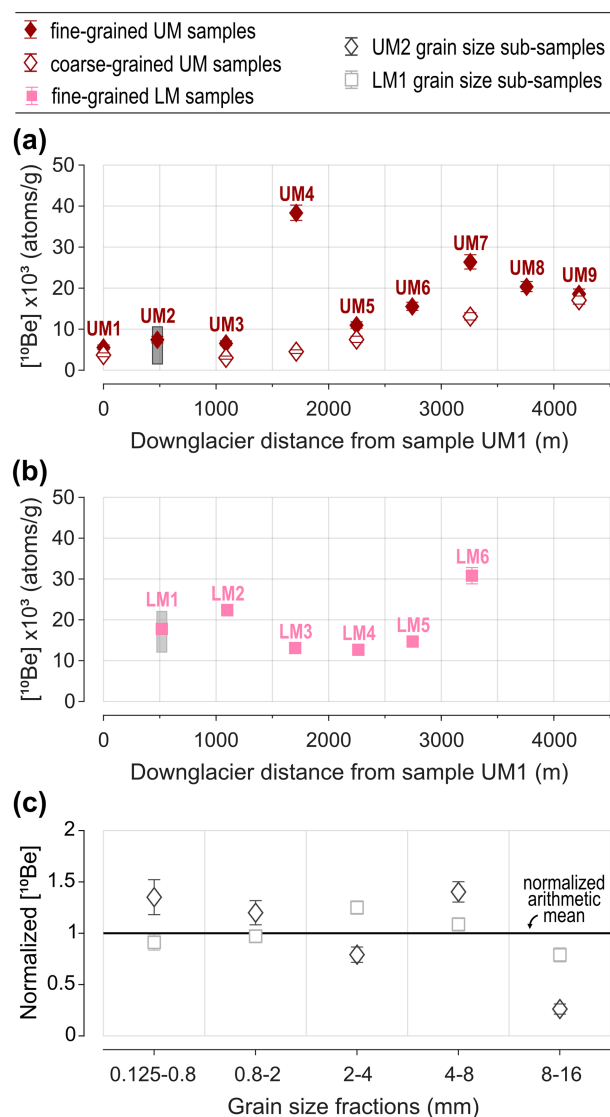 fine-grained UM samples
coarse-grained UM samples
fine-grained LM samples
UM2 grain size sub-samples
LM1 grain size sub-samples
(a)
[¹⁰Be] x10³ (atoms/g)
50
40
30
20
10
0
UM1
UM2
UM3
UM4
UM5
UM6
UM7
UM8
UM9
0 1000 2000 3000 4000
Downglacier distance from sample UM1 (m)
(b)
[¹⁰Be] x10³ (atoms/g)
50
40
30
20
10
0
LM1
LM2
LM3
LM4
LM5
LM6
0 1000 2000 3000 4000
Downglacier distance from sample UM1 (m)
(c)
Normalized [¹⁰Be]
2
1.5
1
0.5
0
normalized
arithmetic
mean
0.125-0.8 0.8-2 2-4 4-8 8-16
Grain size fractions (mm)